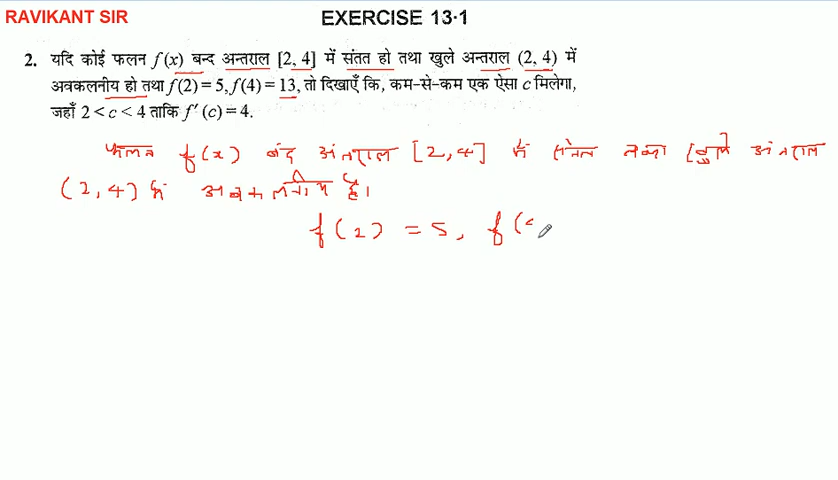 RAVIKANT SIR
EXERCISE 13·1
2. यदि कोई फलन f(x) बन्द अन्तराल [2, 4] में संतत हो तथा खुले अन्तराल (2, 4) में
अवकलनीय हो तथा f(2) = 5, f(4) = 13, तो दिखाएँ कि, कम-से-कम एक ऐसा c मिलेगा,
जहाँ 2 < c < 4 ताकि f′ (c) = 4.
फलन f(x) बंद अंतराल [2,4] में संतत तथा खुले अंतराल
(2,4) में अवकलनीय है।
f(2) = 5, f(